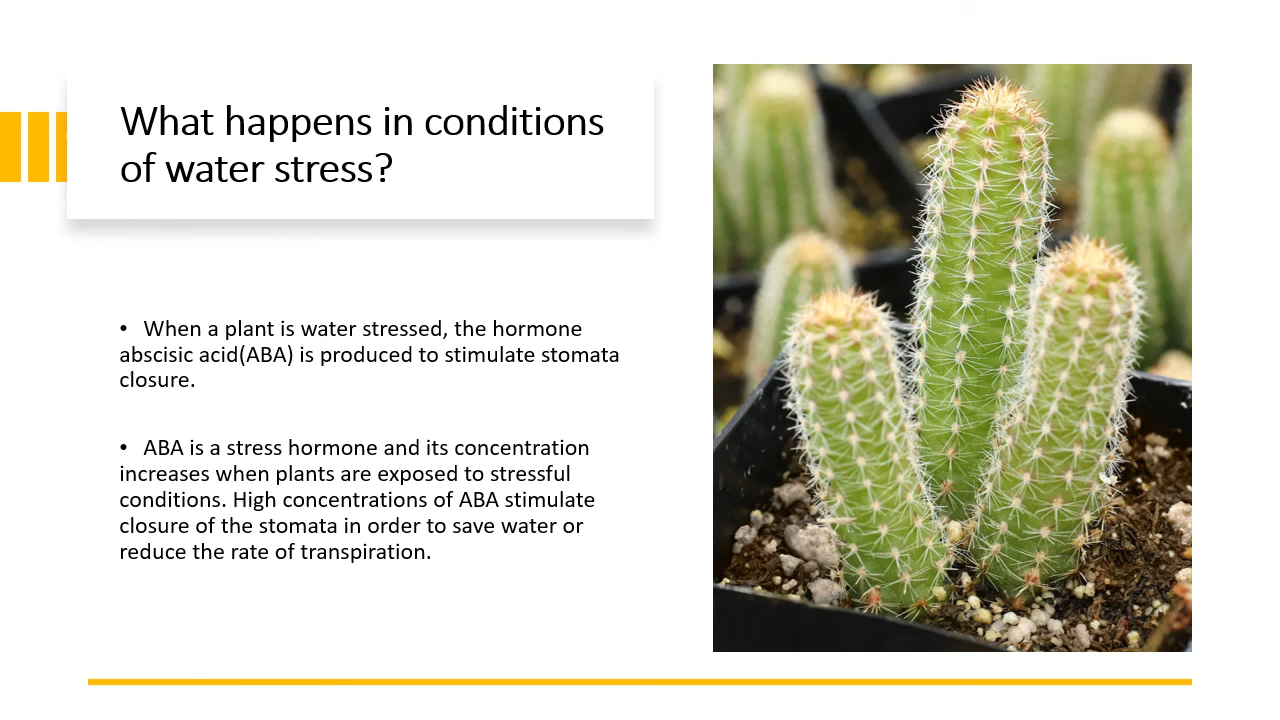 What happens in conditions
of water stress?
• When a plant is water stressed, the hormone
abscisic acid(ABA) is produced to stimulate stomata
closure.
• ABA is a stress hormone and its concentration
increases when plants are exposed to stressful
conditions. High concentrations of ABA stimulate
closure of the stomata in order to save water or
reduce the rate of transpiration.